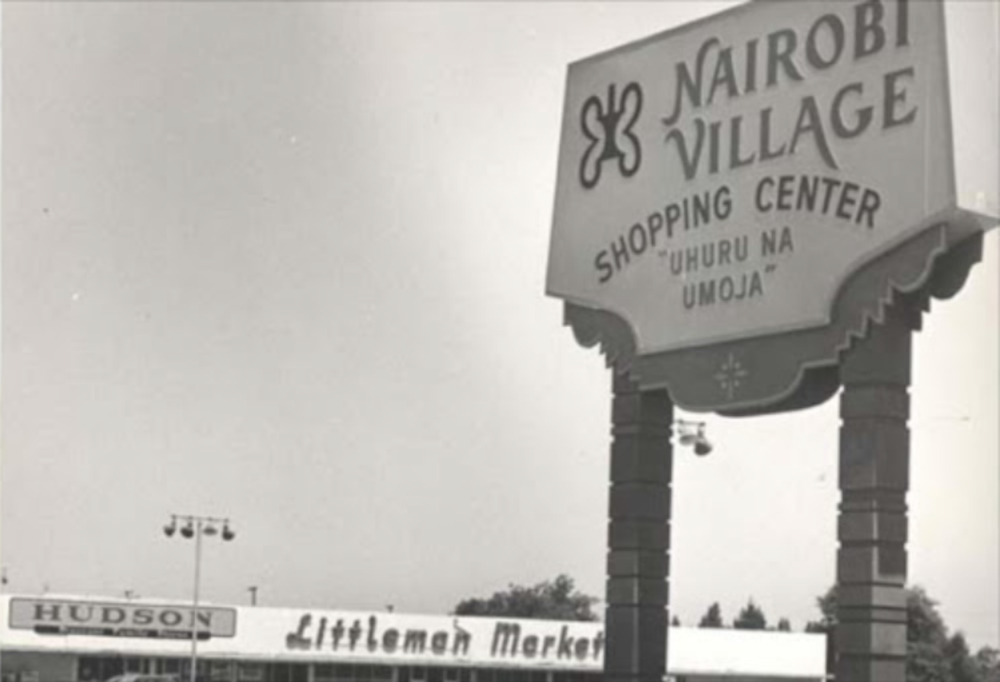 NAIROBI
VILLAGE
SHOPPING CENTER
"UHURU NA
UMOJA"
HUDSON
Littleman Market